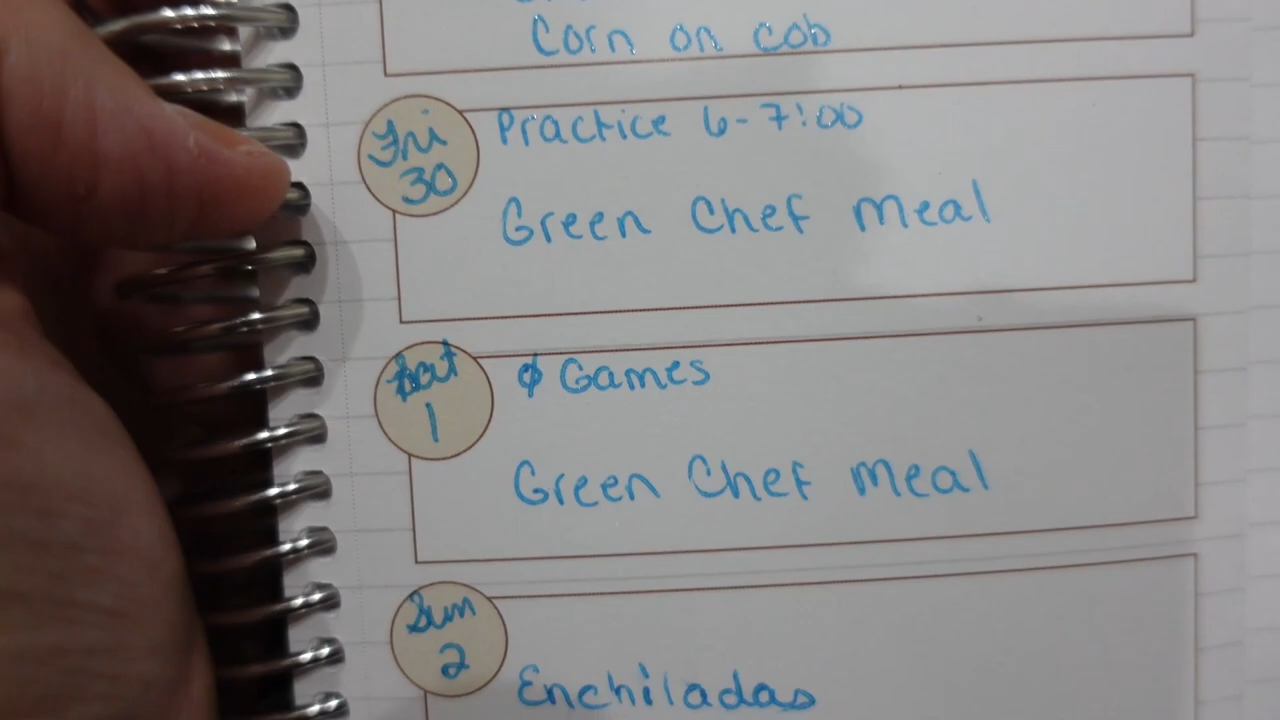 Corn on cob
Fri
30
Practice 6-7:00
Green Chef Meal
Sat
1
φ Games
Green Chef Meal
Sun
2
Enchiladas